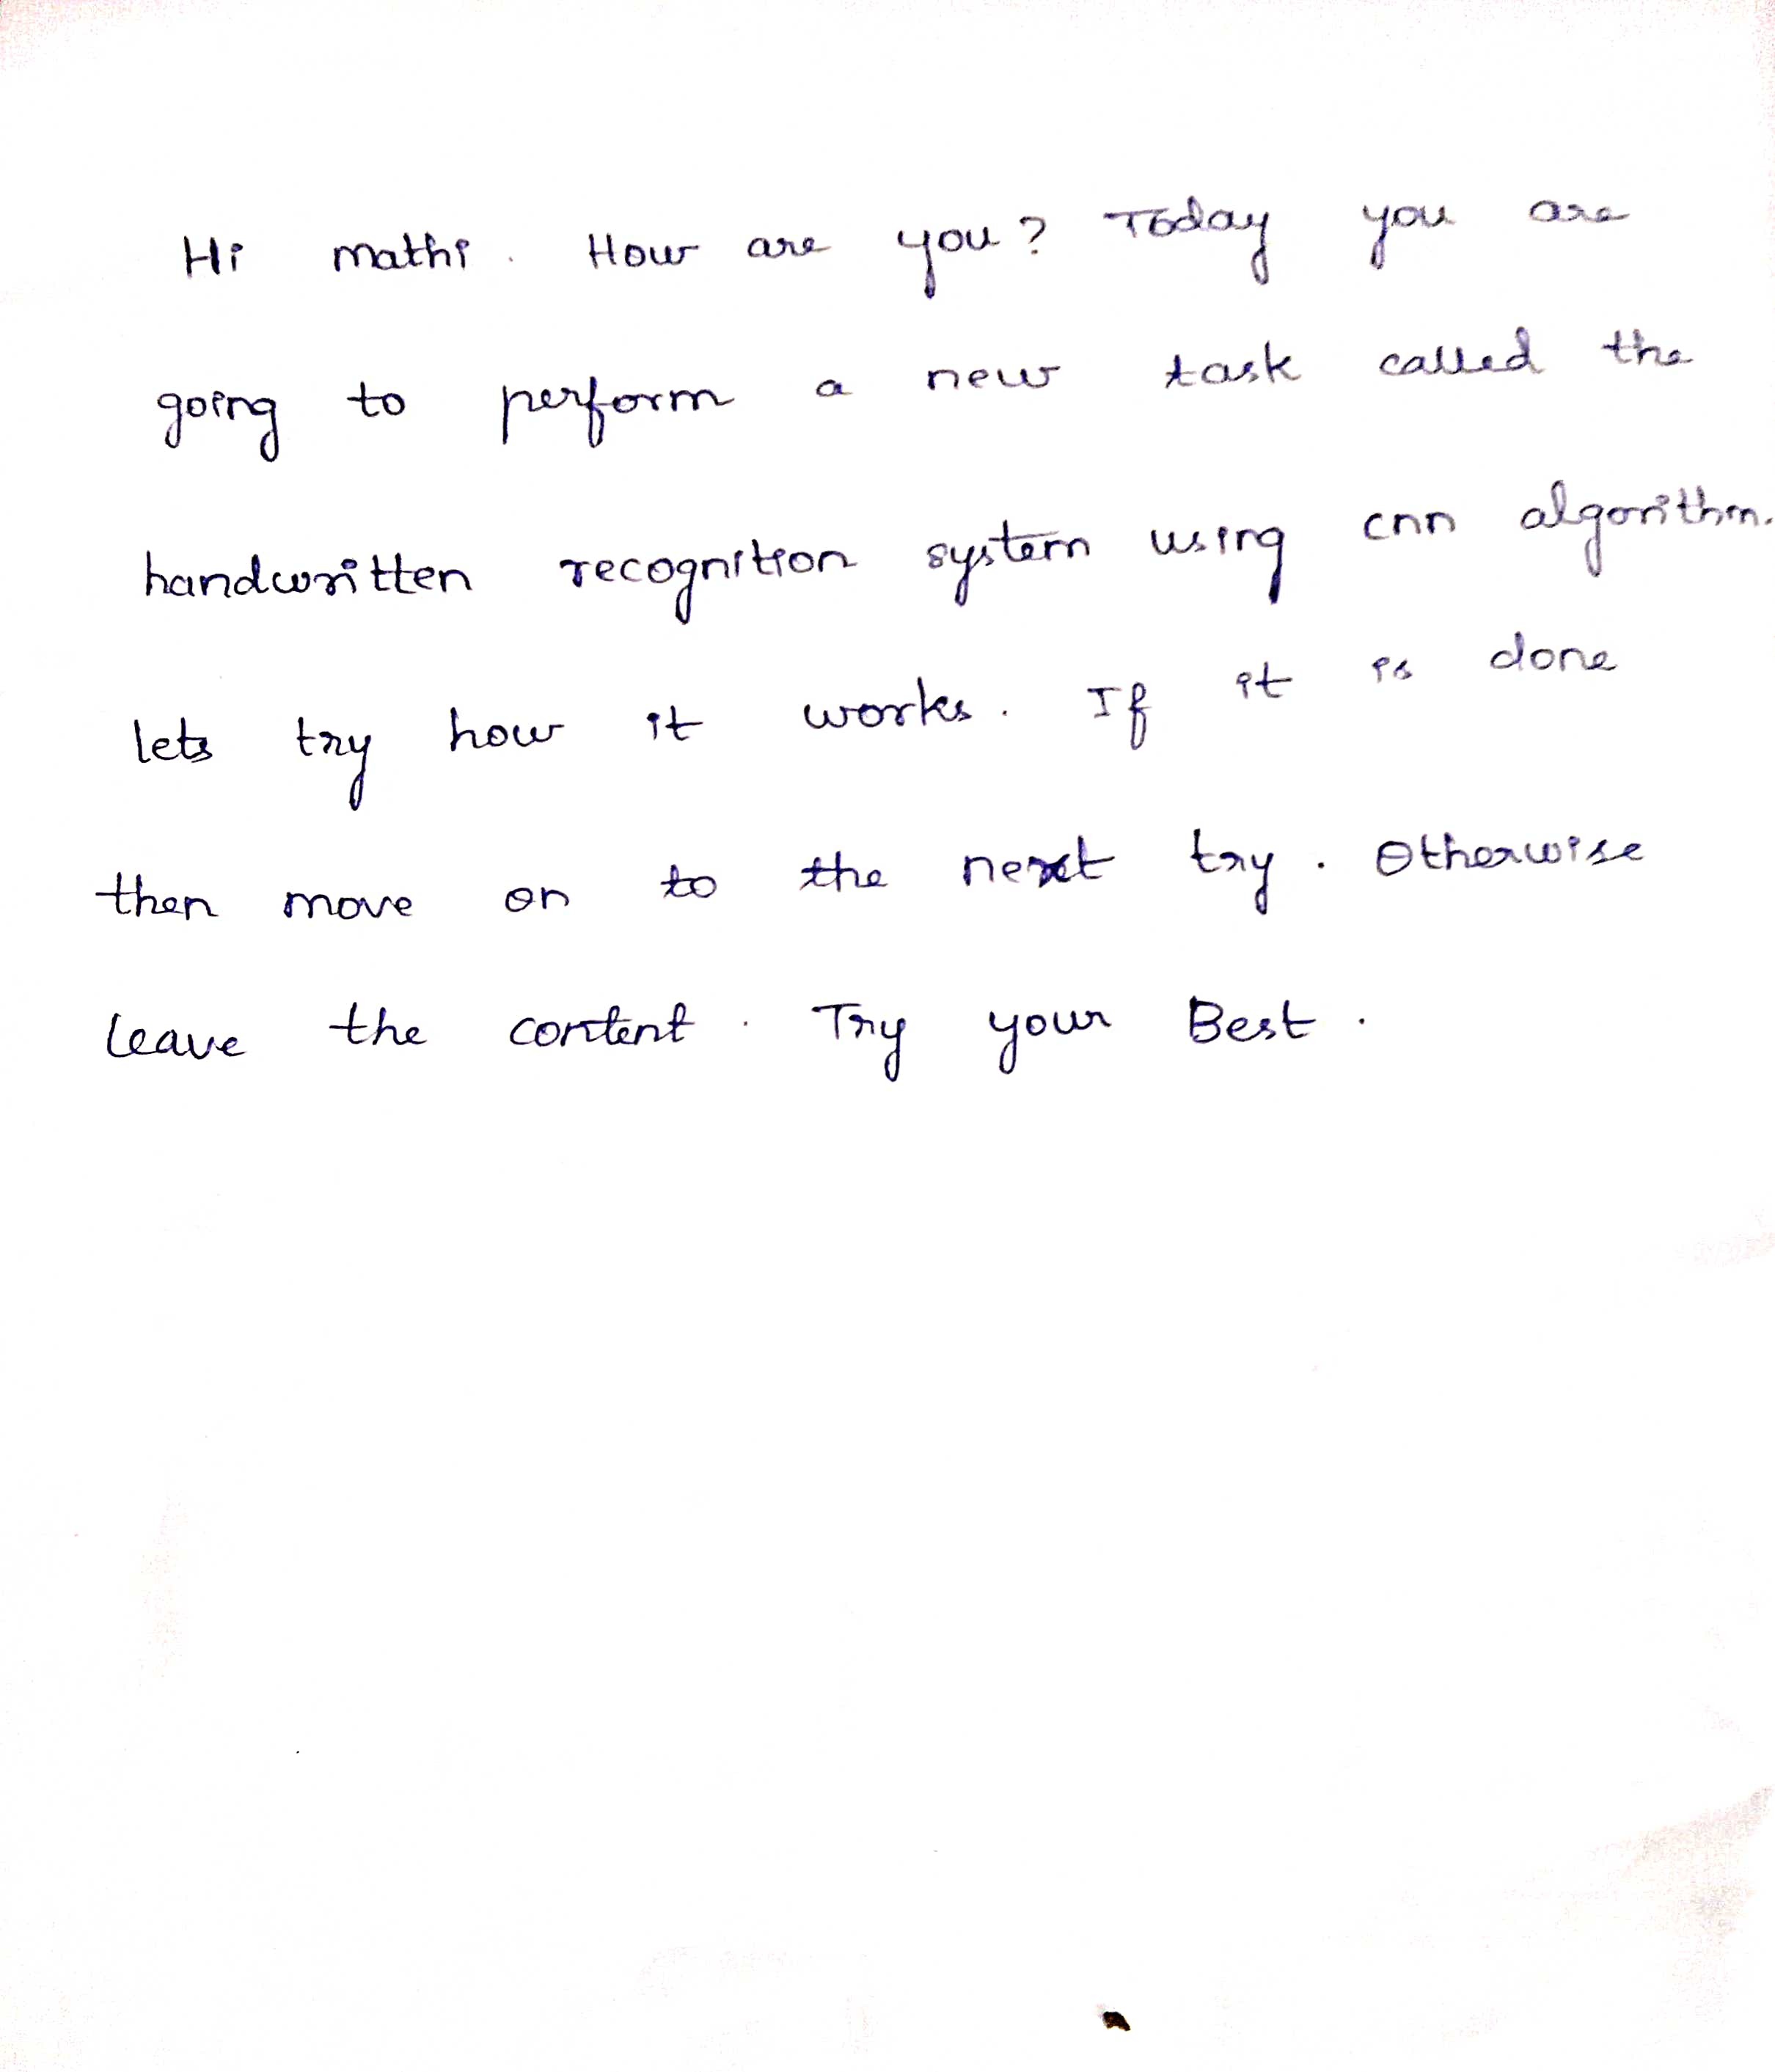 Hi mathi. How are you? Today you are
going to perform a new task called the
handwritten recognition system using cnn algorithm.
lets try how it works. If it is done
then move on to the next try. Otherwise
leave the content. Try your Best.